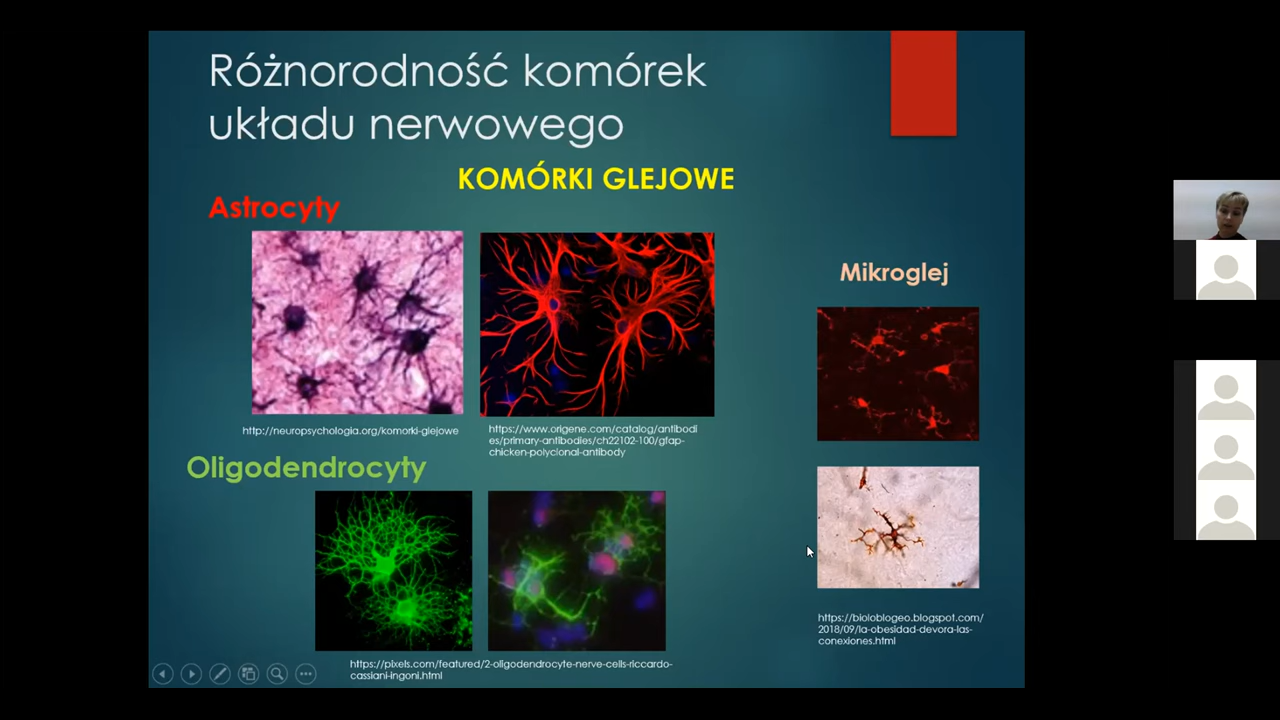 Różnorodność komórek
układu nerwowego
KOMÓRKI GLEJOWE
Astrocyty
Mikroglej
http://neuropsychologia.org/komorki-glejowe
https://www.origene.com/catalog/antibodi
es/primary-antibodies/ch22102-100/gfap-
chicken-polyclonal-antibody
Oligodendrocyty
https://bioloblogeo.blogspot.com/
2018/09/la-obesidad-devora-las-
conexiones.html
https://pixels.com/featured/2-oligodendrocyte-nerve-cells-riccardo-
cassiani-ingoni.html